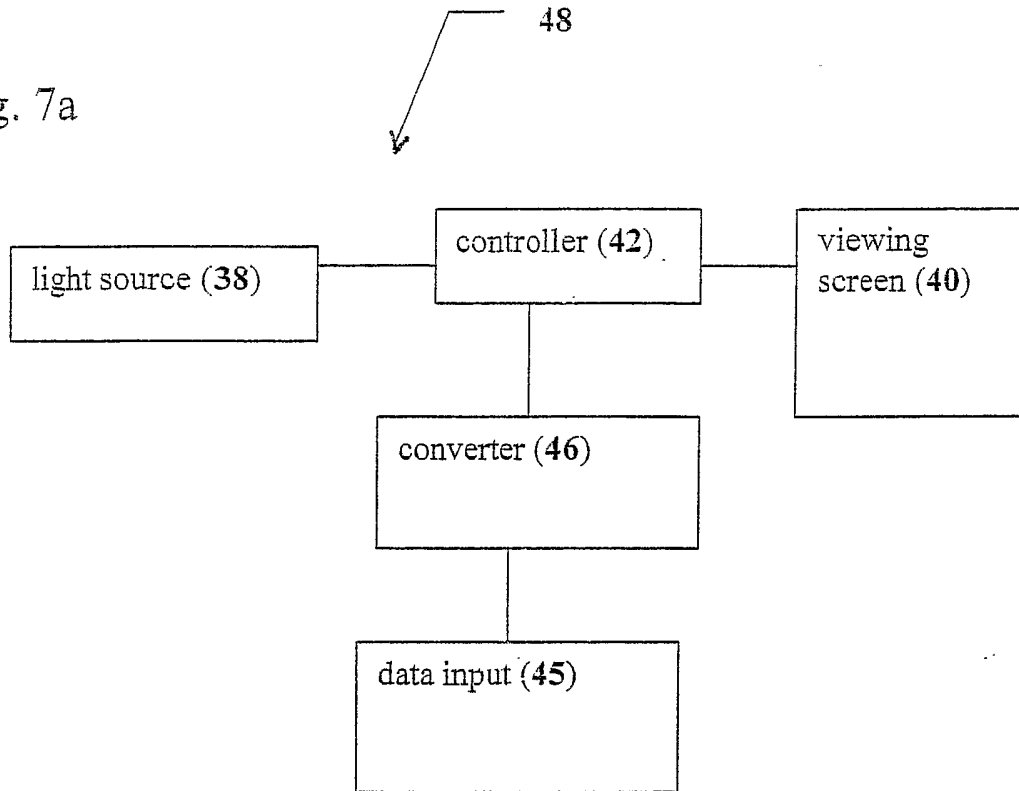 48
g. 7a
controller (42)
viewing
screen (40)
light source (38)
converter (46)
data input (45)